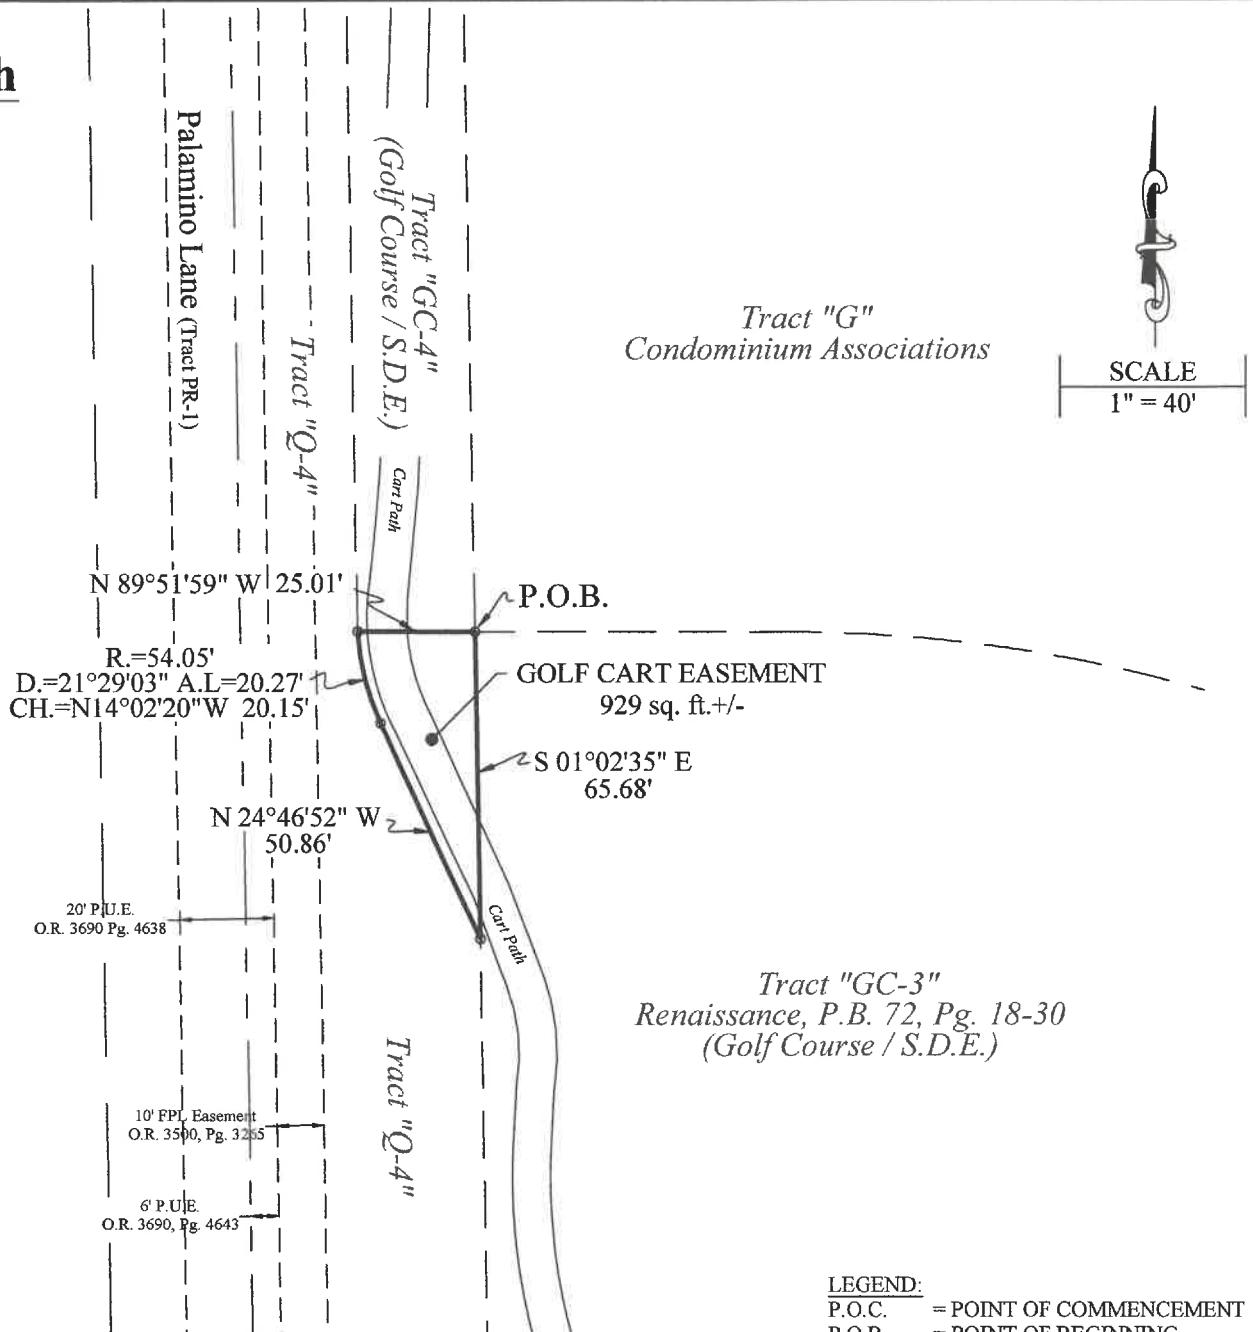 h
Palamino Lane (Tract PR-1)
Tract "Q-4"
Tract "GC-4"
(Golf Course / S.D.E.)
Cart Path
Tract "G"
Condominium Associations
SCALE
1" = 40'
N 89°51'59" W 25.01'
P.O.B.
R.=54.05'
D.=21°29'03" A.L=20.27'
CH.=N14°02'20"W 20.15'
GOLF CART EASEMENT
929 sq. ft.+/-
S 01°02'35" E
65.68'
N 24°46'52" W
50.86'
20' P.U.E.
O.R. 3690 Pg. 4638
Cart Path
Tract "GC-3"
Renaissance, P.B. 72, Pg. 18-30
(Golf Course / S.D.E.)
Tract "Q-4"
10' FPL Easement
O.R. 3500, Pg. 3265
6' P.U.E.
O.R. 3690, Pg. 4643
LEGEND:
P.O.C. = POINT OF COMMENCEMENT
P.O.B. = POINT OF BEGINNING